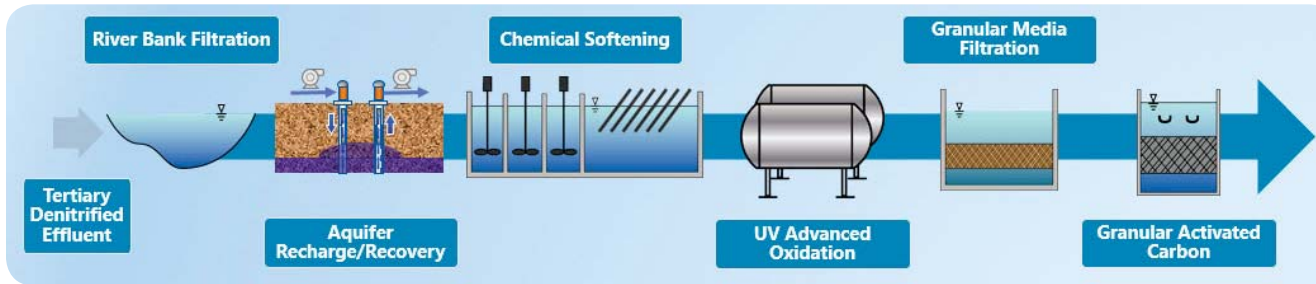 River Bank Filtration
Chemical Softening
Granular Media
Filtration
Tertiary
Denitrified
Effluent
Aquifer
Recharge/Recovery
UV Advanced
Oxidation
Granular Activated
Carbon